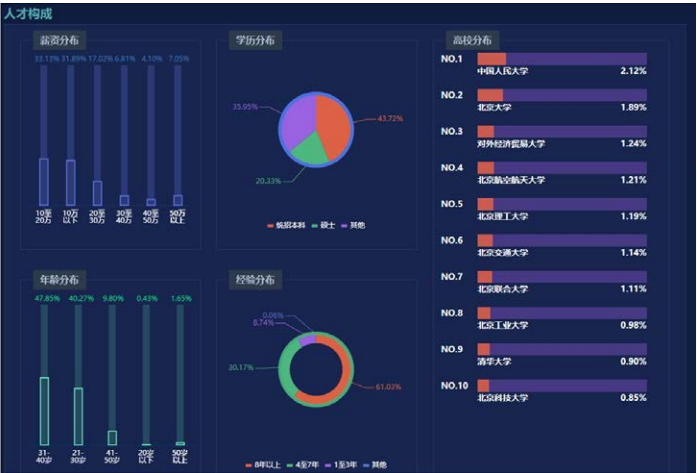 人才构成
薪资分布
33.13% 31.89% 17.02% 6.81% 4.10% 7.05%
10至20万 10万以下 20至30万 30至40万 40至50万 50万以上
学历分布
35.95%
43.72%
20.33%
统招本科 硕士 其他
年龄分布
47.85% 40.27% 9.80% 0.43% 1.65%
31-40岁 21-30岁 41-50岁 20岁以下 50岁以上
经验分布
0.06%
8.74%
30.17%
61.03%
8年以上 4至7年 1至3年 其他
高校分布
NO.1
中国人民大学 2.12%
NO.2
北京大学 1.89%
NO.3
对外经济贸易大学 1.24%
NO.4
北京航空航天大学 1.21%
NO.5
北京理工大学 1.19%
NO.6
北京交通大学 1.14%
NO.7
北京联合大学 1.11%
NO.8
北京工业大学 0.98%
NO.9
清华大学 0.90%
NO.10
北京科技大学 0.85%